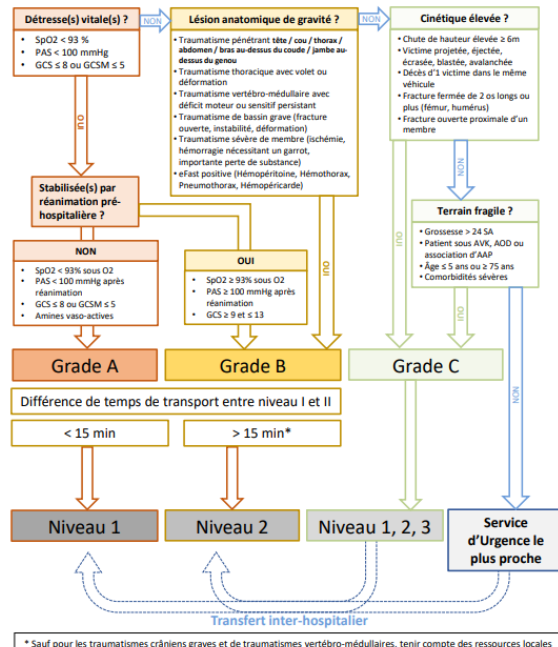 Détresse(s) vitale(s) ?
• SpO2 < 93 %
• PAS < 100 mmHg
• GCS ≤ 8 ou GCSM ≤ 5
NON
Lésion anatomique de gravité ?
• Traumatisme pénétrant tête / cou / thorax /
abdomen / bras au-dessus du coude / jambe au-
dessus du genou
• Traumatisme thoracique avec volet ou
déformation
• Traumatisme vertébro-médullaire avec
déficit moteur ou sensitif persistant
• Traumatisme de bassin grave (fracture
ouverte, instabilité, déformation)
• Traumatisme sévère de membre (ischémie,
hémorragie nécessitant un garrot,
importante perte de substance)
• eFast positive (Hémopéritoine, Hémothorax,
Pneumothorax, Hémopéricarde)
NON
Cinétique élevée ?
• Chute de hauteur élevée ≥ 6m
• Victime projetée, éjectée,
écrasée, blastée, avalanchée
• Décès d'1 victime dans le même
véhicule
• Fracture fermée de 2 os longs ou
plus (fémur, humérus)
• Fracture ouverte proximale d'un
membre
OUI
NON
Stabilisée(s) par
réanimation pré-
hospitalière ?
Terrain fragile ?
• Grossesse > 24 SA
• Patient sous AVK, AOD ou
association d'AAP
• Âge ≤ 5 ans ou ≥ 75 ans
• Comorbidités sévères
NON
• SpO2 < 93% sous O2
• PAS < 100 mmHg après
réanimation
• GCS ≤ 8 ou GCSM ≤ 5
• Amines vaso-actives
OUI
• SpO2 ≥ 93% sous O2
• PAS ≥ 100 mmHg après
réanimation
• GCS ≥ 9 et ≤ 13
OUI
OUI
OUI
NON
Grade A
Grade B
Grade C
Différence de temps de transport entre niveau I et II
< 15 min
> 15 min*
Niveau 1
Niveau 2
Niveau 1, 2, 3
Service
d'Urgence le
plus proche
Transfert inter-hospitalier
* Sauf pour les traumatismes crâniens graves et de traumatismes vertébro-médullaires, tenir compte des ressources locales